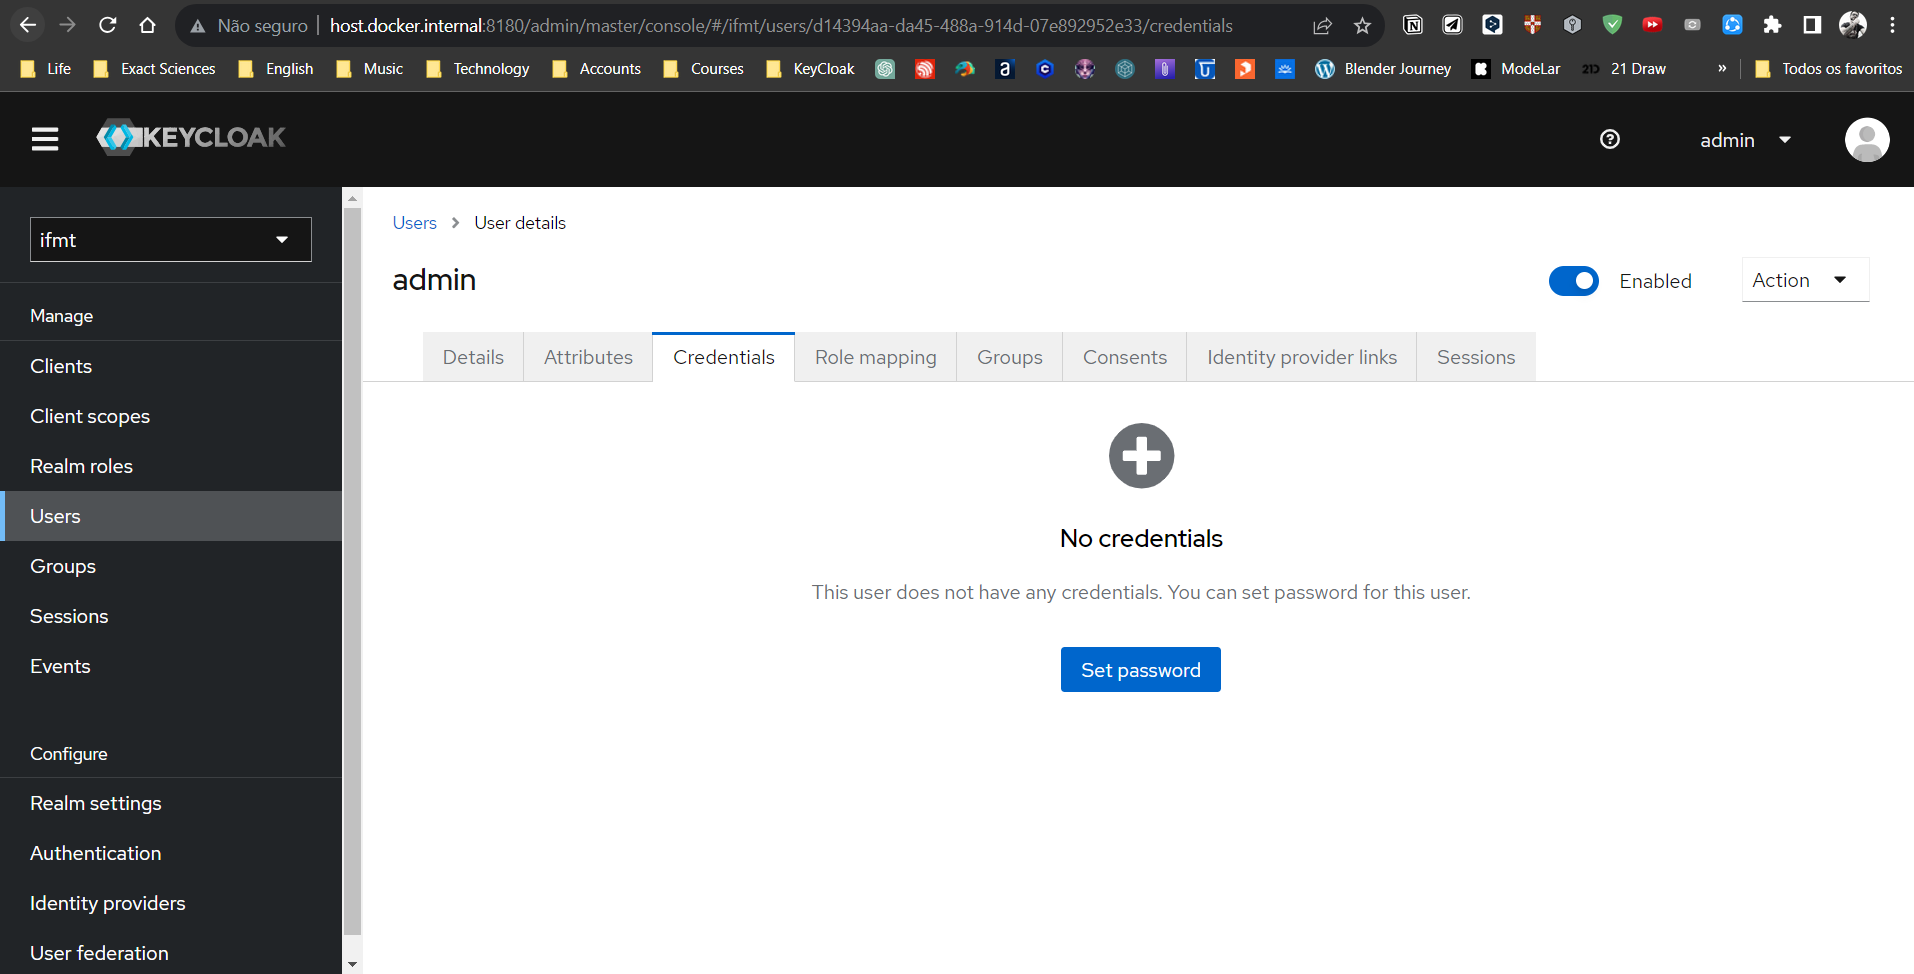 Não seguro host.docker.internal:8180/admin/master/console/#/ifmt/users/d14394aa-da45-488a-914d-07e892952e33/credentials
Life Exact Sciences English Music Technology Accounts Courses KeyCloak Blender Journey ModeLar 21D 21 Draw » Todos os favoritos
KEYCLOAK
admin
ifmt
Manage
Clients
Client scopes
Realm roles
Users
Groups
Sessions
Events
Configure
Realm settings
Authentication
Identity providers
User federation
Users > User details
admin
Enabled
Action
Details Attributes Credentials Role mapping Groups Consents Identity provider links Sessions
No credentials
This user does not have any credentials. You can set password for this user.
Set password